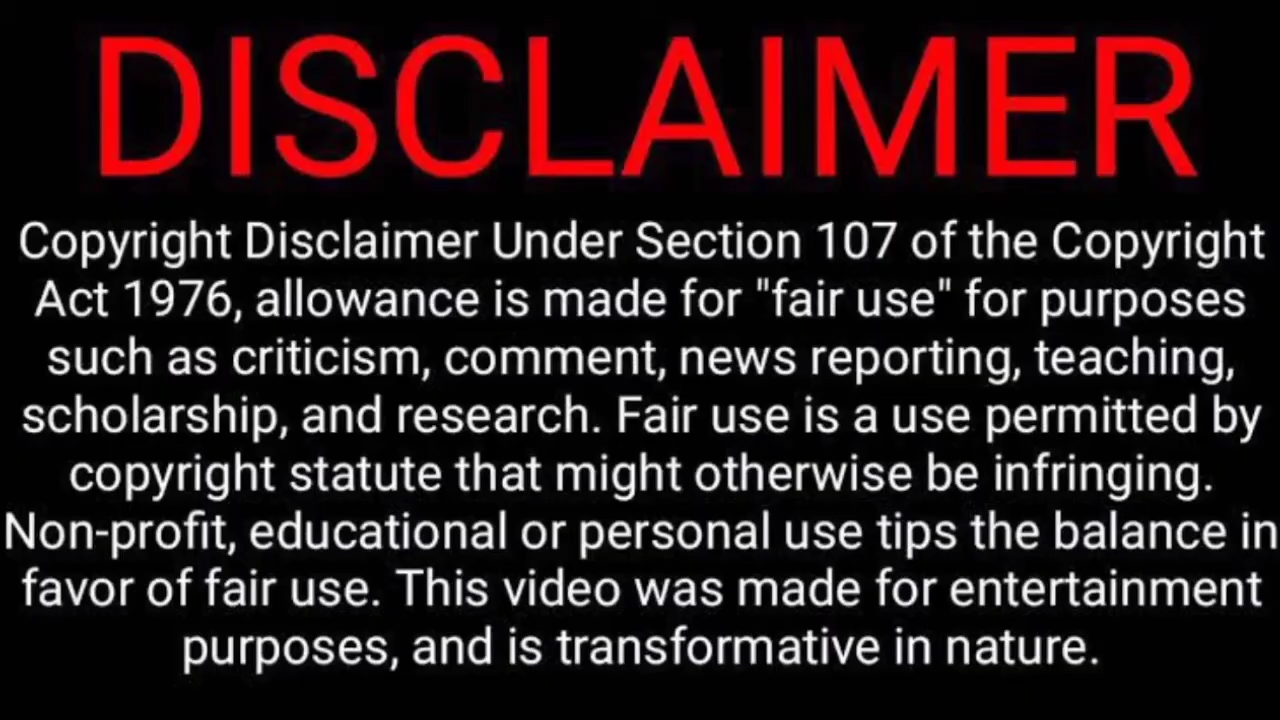 DISCLAIMER
Copyright Disclaimer Under Section 107 of the Copyright
Act 1976, allowance is made for "fair use" for purposes
such as criticism, comment, news reporting, teaching,
scholarship, and research. Fair use is a use permitted by
copyright statute that might otherwise be infringing.
Non-profit, educational or personal use tips the balance in
favor of fair use. This video was made for entertainment
purposes, and is transformative in nature.